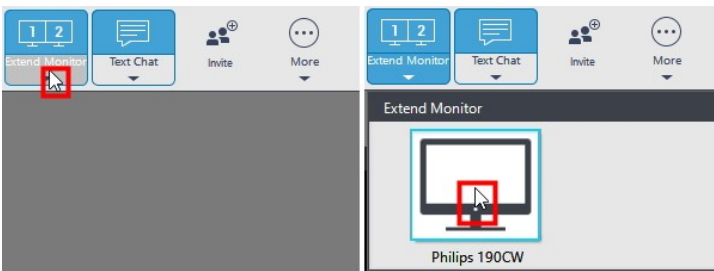 1 2
Extend Monitor
Text Chat
Invite
More
1 2
Extend Monitor
Text Chat
Invite
More
Extend Monitor
Philips 190CW